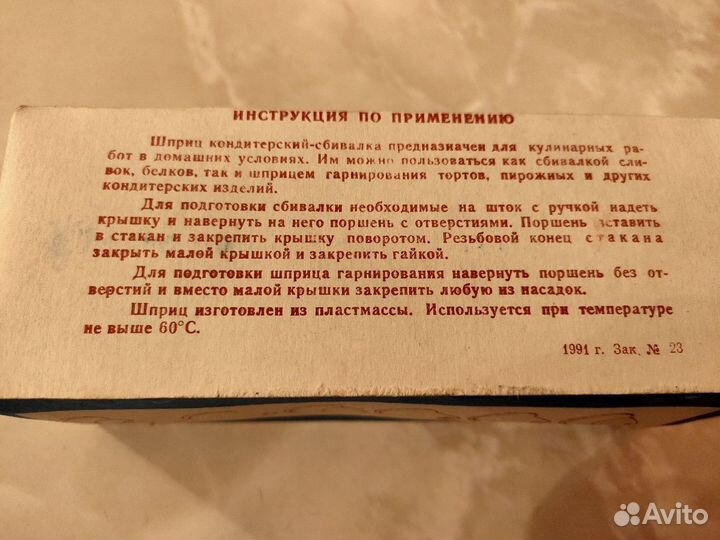 ИНСТРУКЦИЯ ПО ПРИМЕНЕНИЮ
Шприц кондитерский-сбивалка предназначен для кулинарных ра-
бот в домашних условиях. Им можно пользоваться как сбивалкой сли-
вок, белков, так и шприцем гарнирования тортов, пирожных и других
кондитерских изделий.
Для подготовки сбивалки необходимые на шток с ручкой надеть
крышку и навернуть на него поршень с отверстиями. Поршень вставить
в стакан и закрепить крышку поворотом. Резьбовой конец стакана
закрыть малой крышкой и закрепить гайкой.
Для подготовки шприца гарнирования навернуть поршень без от-
верстий и вместо малой крышки закрепить любую из насадок.
Шприц изготовлен из пластмассы. Используется при температуре
не выше 60°С.
1991 г. Зак. № 23
Avito